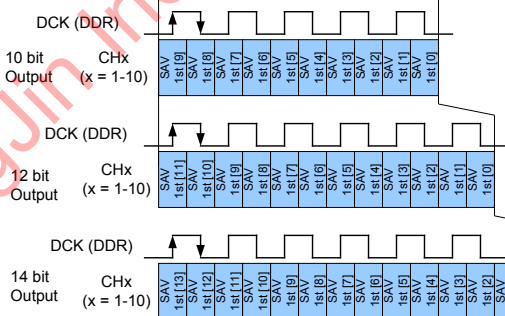 DCK (DDR)
10 bit Output CHx (x = 1-10)
SAV 1st [9] SAV 1st [8] SAV 1st [7] SAV 1st [6] SAV 1st [5] SAV 1st [4] SAV 1st [3] SAV 1st [2] SAV 1st [1] SAV 1st [0]
DCK (DDR)
12 bit Output CHx (x = 1-10)
SAV 1st [11] SAV 1st [10] SAV 1st [9] SAV 1st [8] SAV 1st [7] SAV 1st [6] SAV 1st [5] SAV 1st [4] SAV 1st [3] SAV 1st [2] SAV 1st [1] SAV 1st [0]
DCK (DDR)
14 bit Output CHx (x = 1-10)
SAV 1st [13] SAV 1st [12] SAV 1st [11] SAV 1st [10] SAV 1st [9] SAV 1st [8] SAV 1st [7] SAV 1st [6] SAV 1st [5] SAV 1st [4] SAV 1st [3] SAV 1st [2] SAV